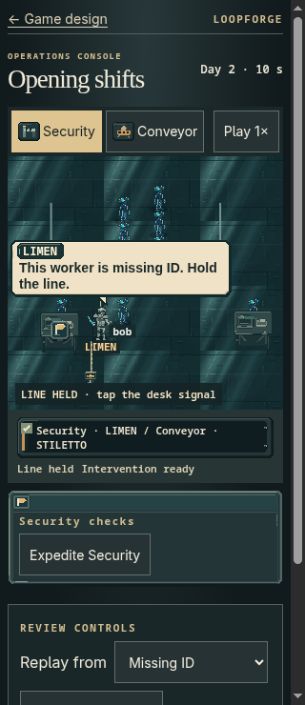 ← Game design
LOOPFORGE
OPERATIONS CONSOLE
Opening shifts
Day 2 · 10 s
Security
Conveyor
Play 1×
LIMEN
This worker is missing ID. Hold
the line.
bob
LIMEN
LINE HELD · tap the desk signal
Security · LIMEN / Conveyor ·
STILETTO
Line held Intervention ready
Security checks
Expedite Security
REVIEW CONTROLS
Replay from
Missing ID